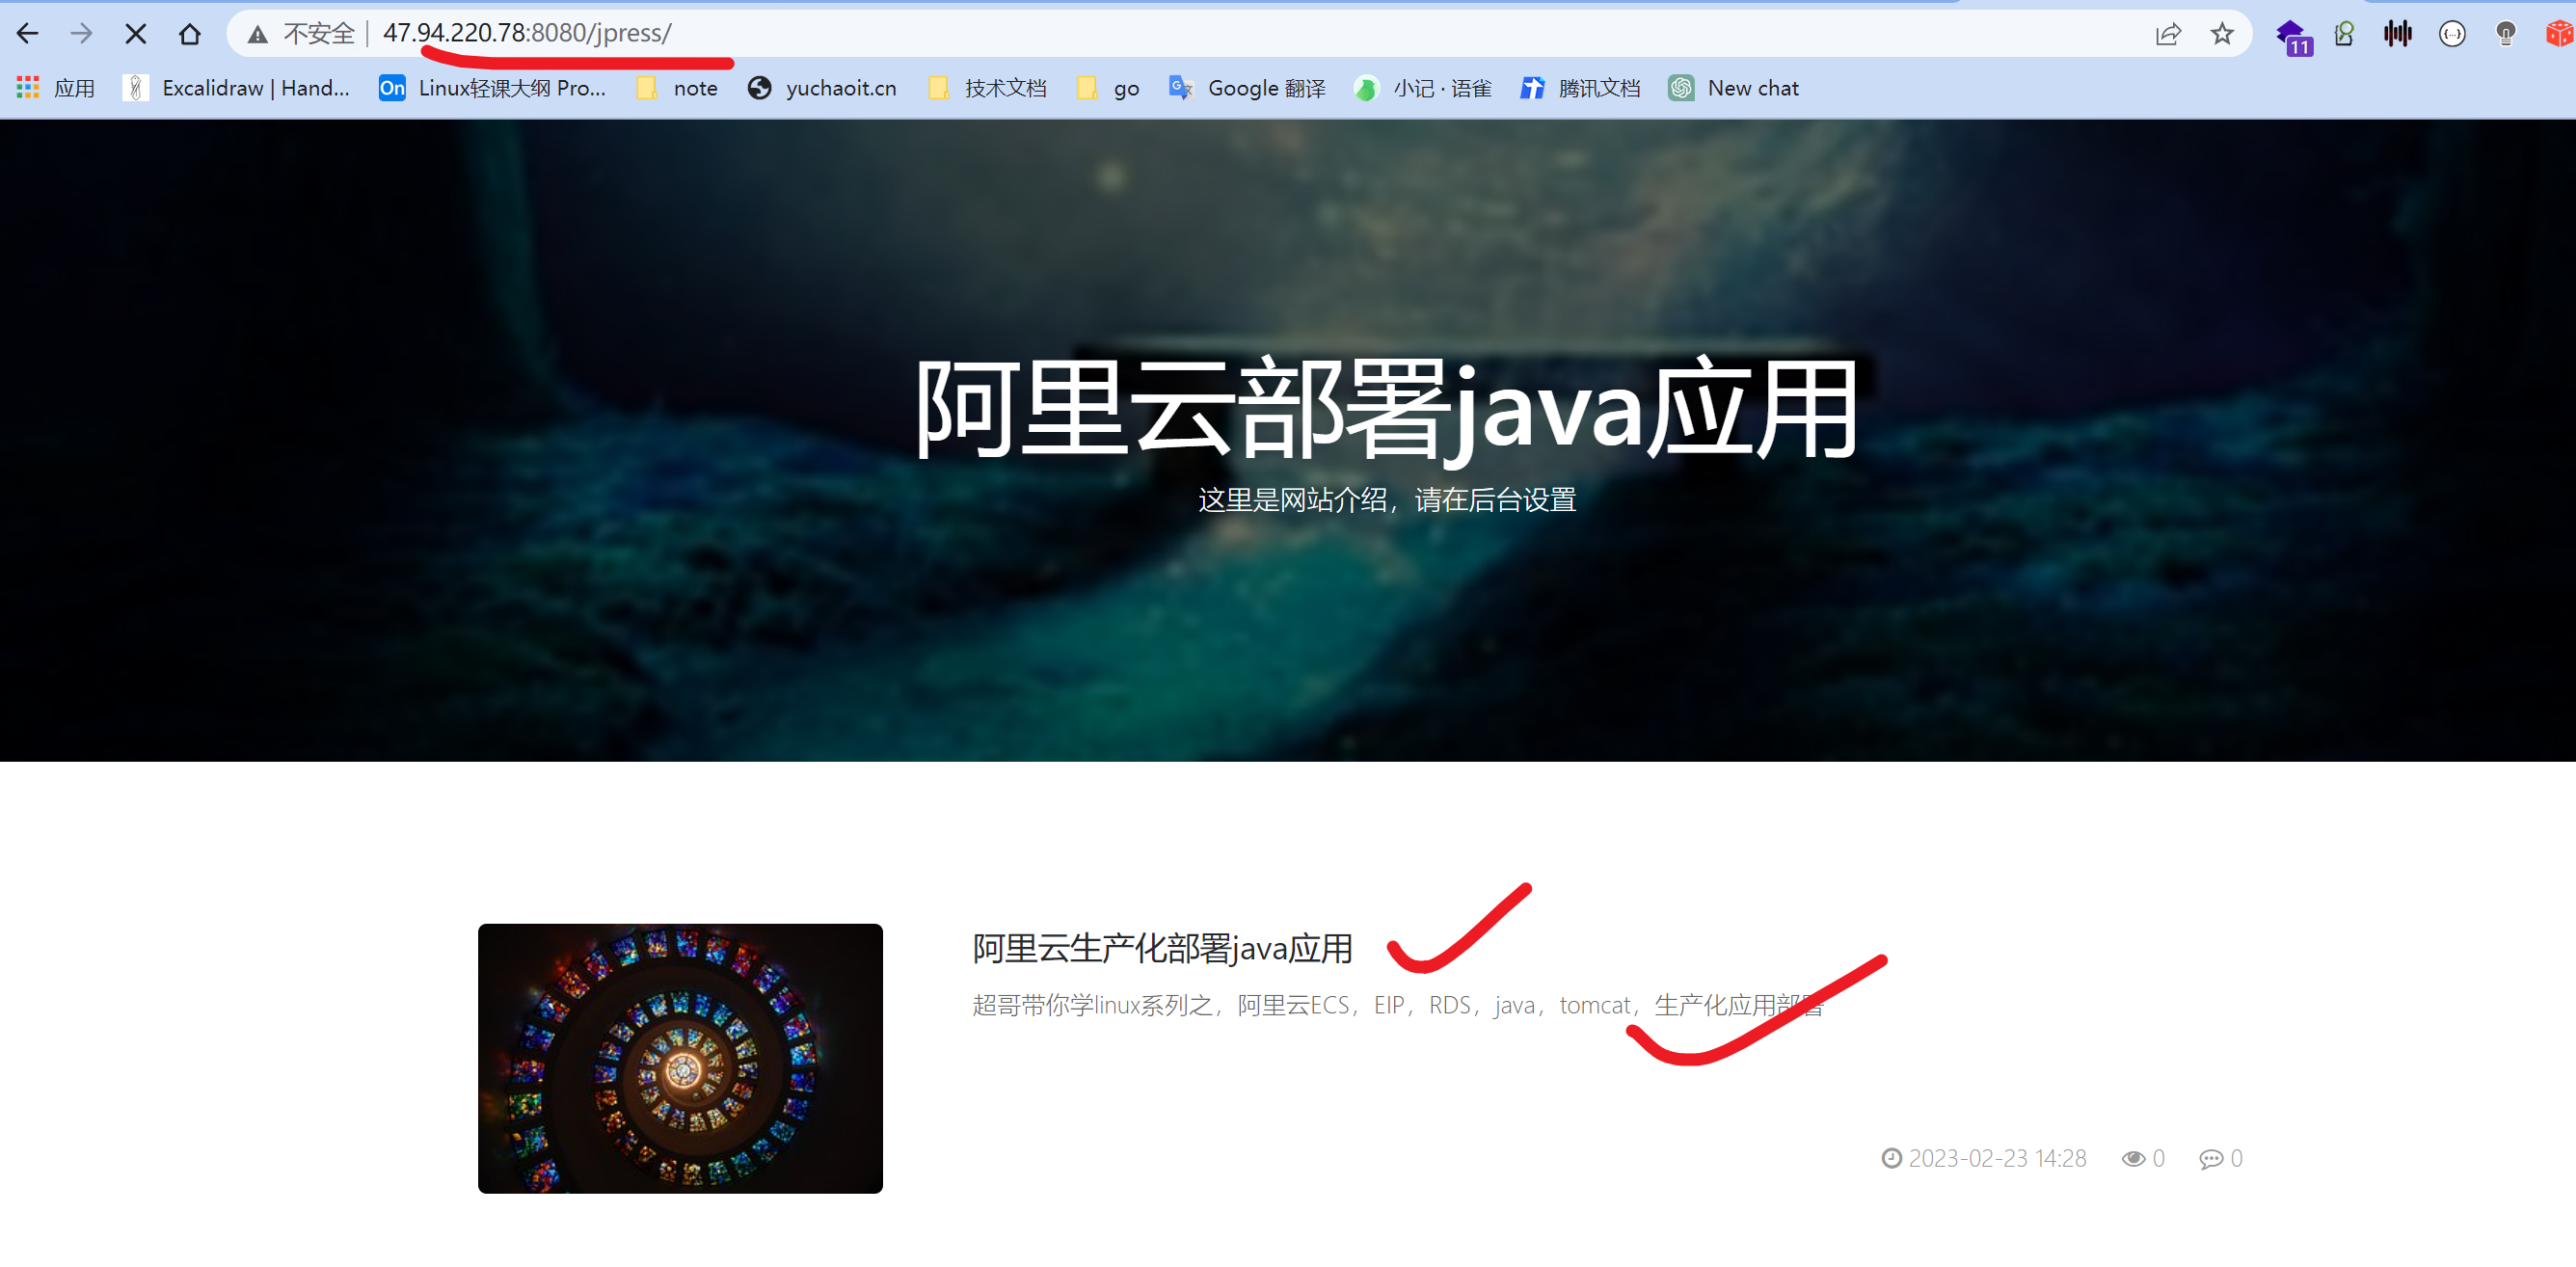 不安全 47.94.220.78:8080/jpress/
11
应用 Excalidraw | Hand... On Linux轻课大纲 Pro... note yuchaoit.cn 技术文档 go Google 翻译 小记 · 语雀 腾讯文档 New chat
阿里云部署java应用
这里是网站介绍，请在后台设置
阿里云生产化部署java应用
超哥带你学linux系列之，阿里云ECS，EIP，RDS，java，tomcat，生产化应用部署
2023-02-23 14:28 0 0